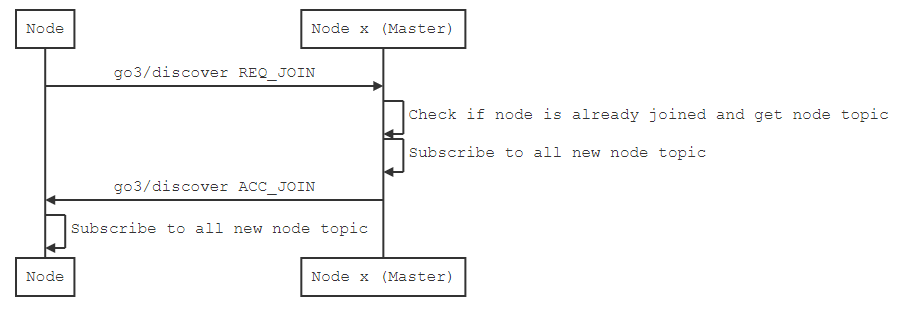 Node
Node x (Master)
go3/discover REQ_JOIN
Check if node is already joined and get node topic
Subscribe to all new node topic
go3/discover ACC_JOIN
Subscribe to all new node topic
Node
Node x (Master)